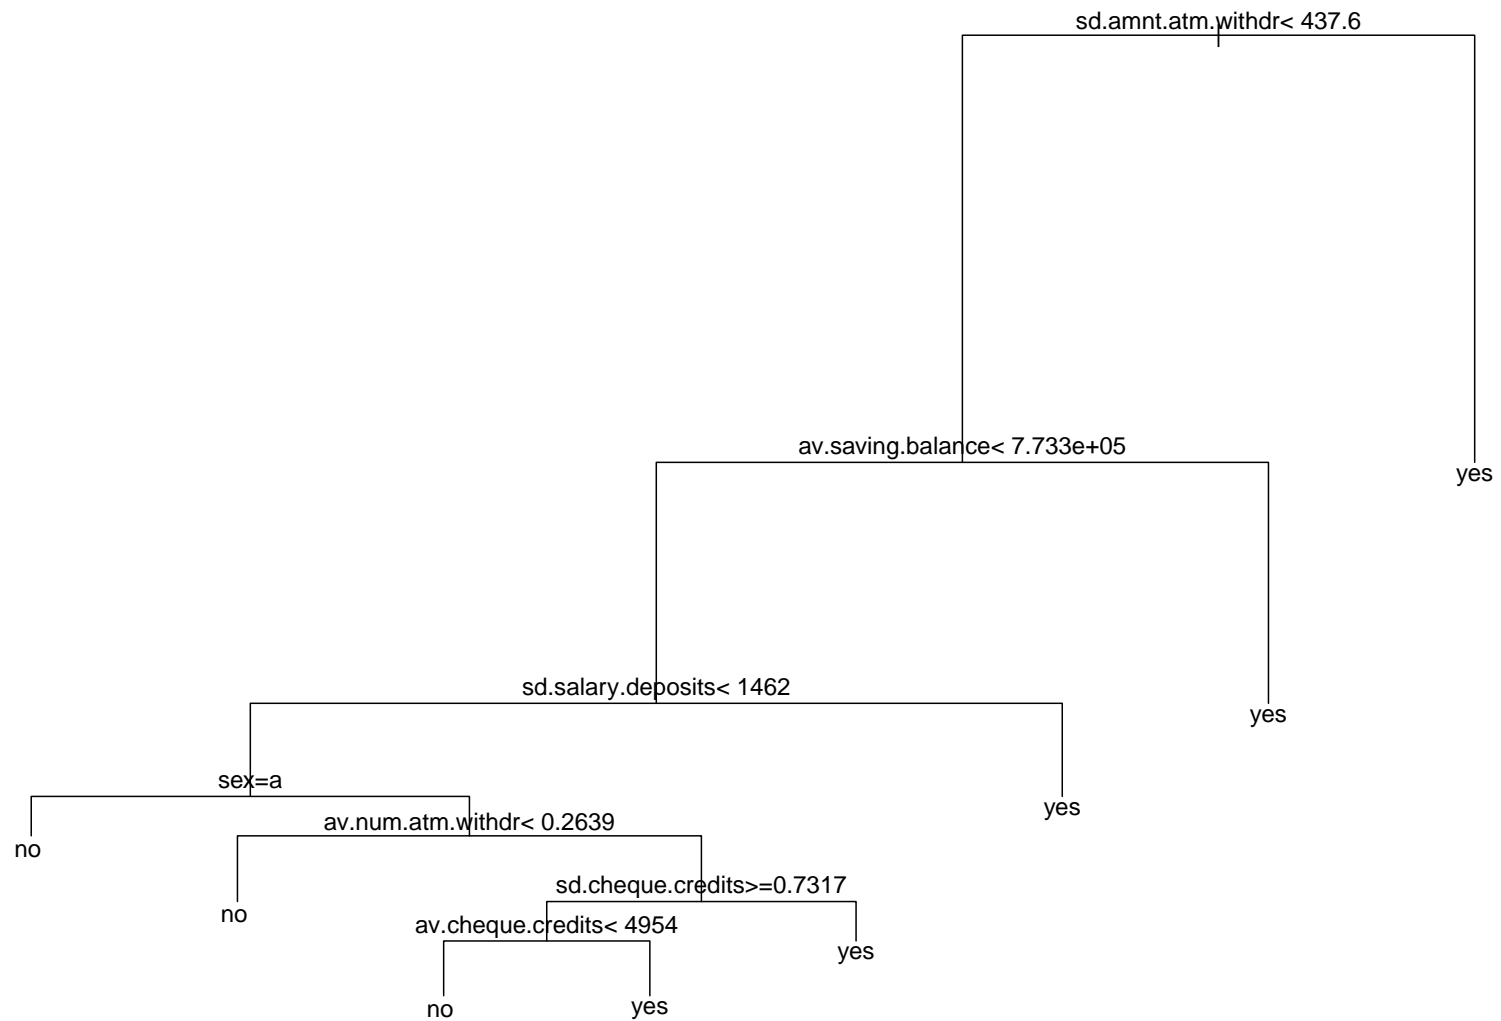 sd.amnt.atm.withdr< 437.6
av.saving.balance< 7.733e+05
yes
sd.salary.deposits< 1462
yes
sex=a
yes
av.num.atm.withdr< 0.2639
no
sd.cheque.credits>=0.7317
no
av.cheque.credits< 4954
yes
no
yes